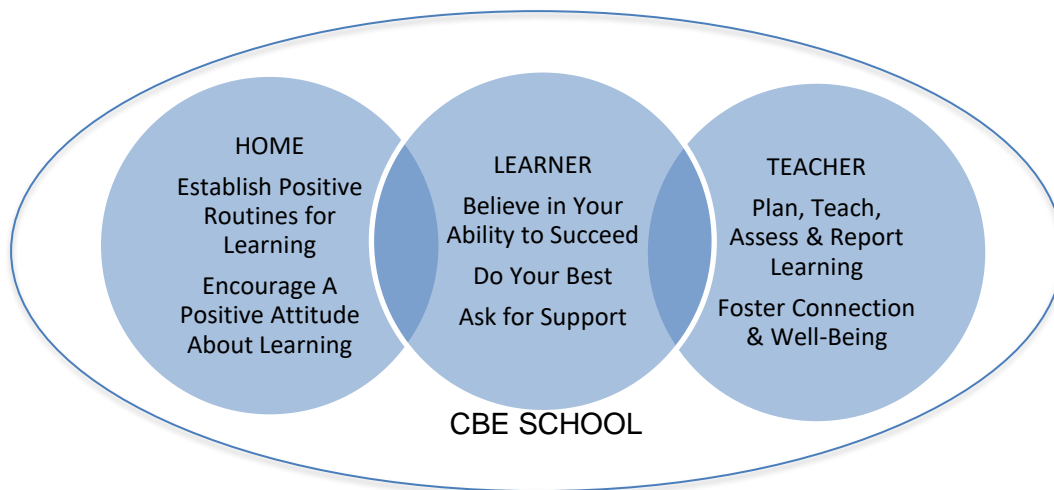 HOME
Establish Positive
Routines for
Learning
Encourage A
Positive Attitude
About Learning
LEARNER
Believe in Your
Ability to Succeed
Do Your Best
Ask for Support
TEACHER
Plan, Teach,
Assess & Report
Learning
Foster Connection
& Well-Being
CBE SCHOOL